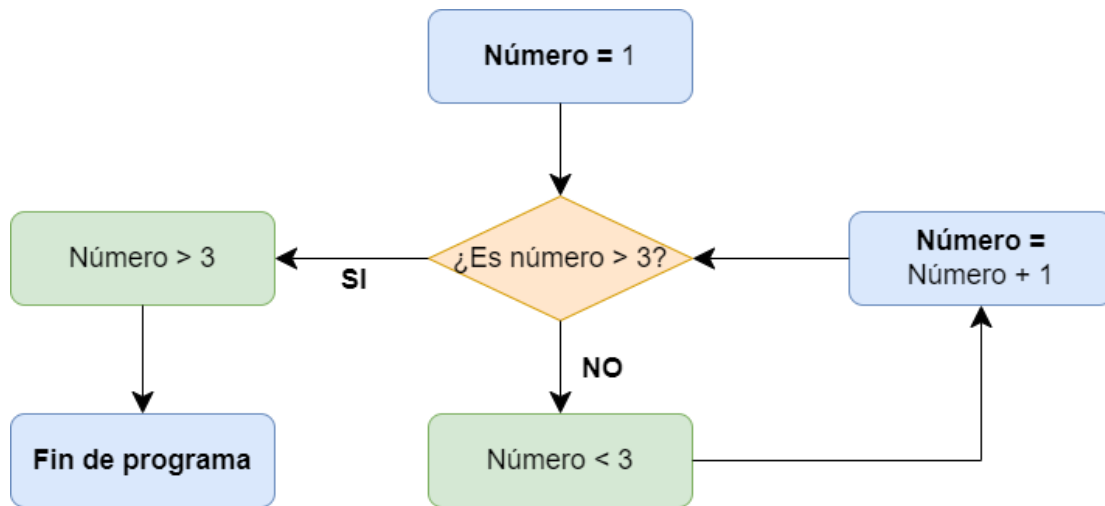 Número = 1
Número > 3
¿Es número > 3?
Número =
Número + 1
SI
NO
Fin de programa
Número < 3